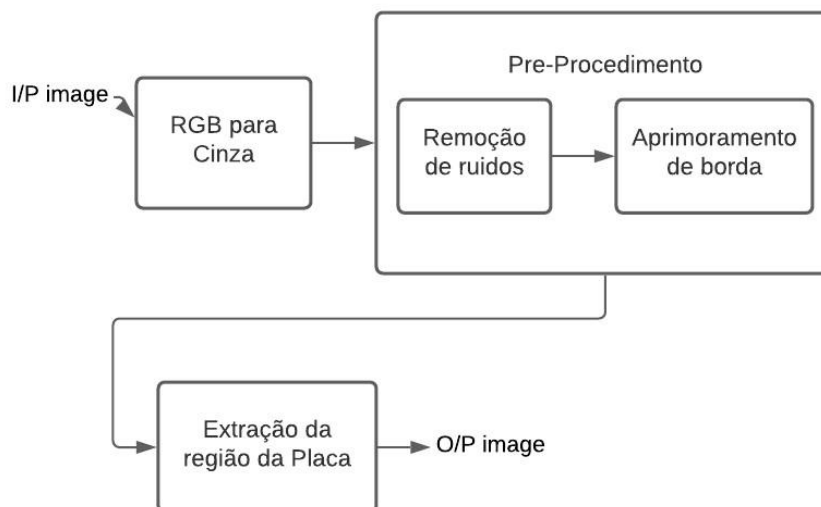 I/P image
RGB para
Cinza
Pre-Procedimento
Remoção
de ruidos
Aprimoramento
de borda
Extração da
região da Placa
O/P image